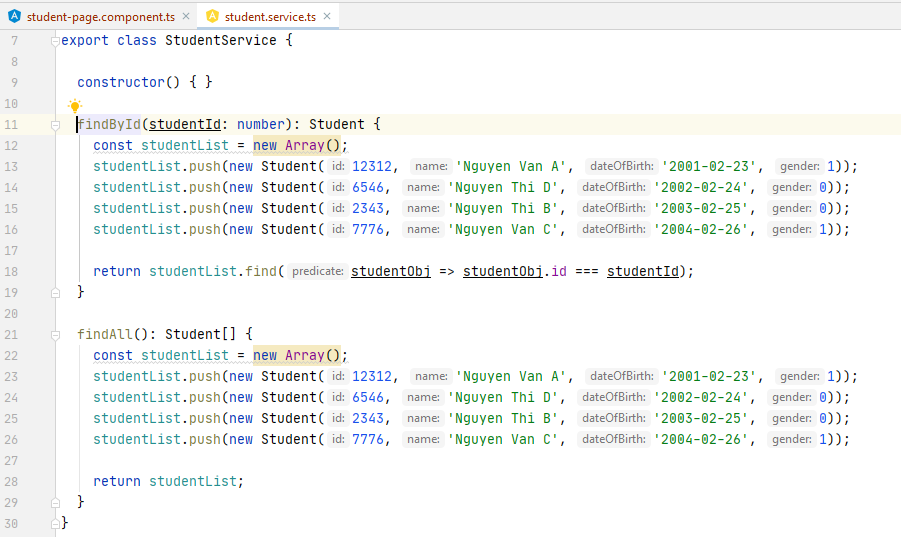 student-page.component.ts × student.service.ts ×
7 export class StudentService {
8
9 constructor() { }
10
11 findById(studentId: number): Student {
12 const studentList = new Array();
13 studentList.push(new Student( id: 12312, name: 'Nguyen Van A', dateOfBirth: '2001-02-23', gender: 1));
14 studentList.push(new Student( id: 6546, name: 'Nguyen Thi D', dateOfBirth: '2002-02-24', gender: 0));
15 studentList.push(new Student( id: 2343, name: 'Nguyen Thi B', dateOfBirth: '2003-02-25', gender: 0));
16 studentList.push(new Student( id: 7776, name: 'Nguyen Van C', dateOfBirth: '2004-02-26', gender: 1));
17
18 return studentList.find( predicate: studentObj => studentObj.id === studentId);
19 }
20
21 findAll(): Student[] {
22 const studentList = new Array();
23 studentList.push(new Student( id: 12312, name: 'Nguyen Van A', dateOfBirth: '2001-02-23', gender: 1));
24 studentList.push(new Student( id: 6546, name: 'Nguyen Thi D', dateOfBirth: '2002-02-24', gender: 0));
25 studentList.push(new Student( id: 2343, name: 'Nguyen Thi B', dateOfBirth: '2003-02-25', gender: 0));
26 studentList.push(new Student( id: 7776, name: 'Nguyen Van C', dateOfBirth: '2004-02-26', gender: 1));
27
28 return studentList;
29 }
30 }